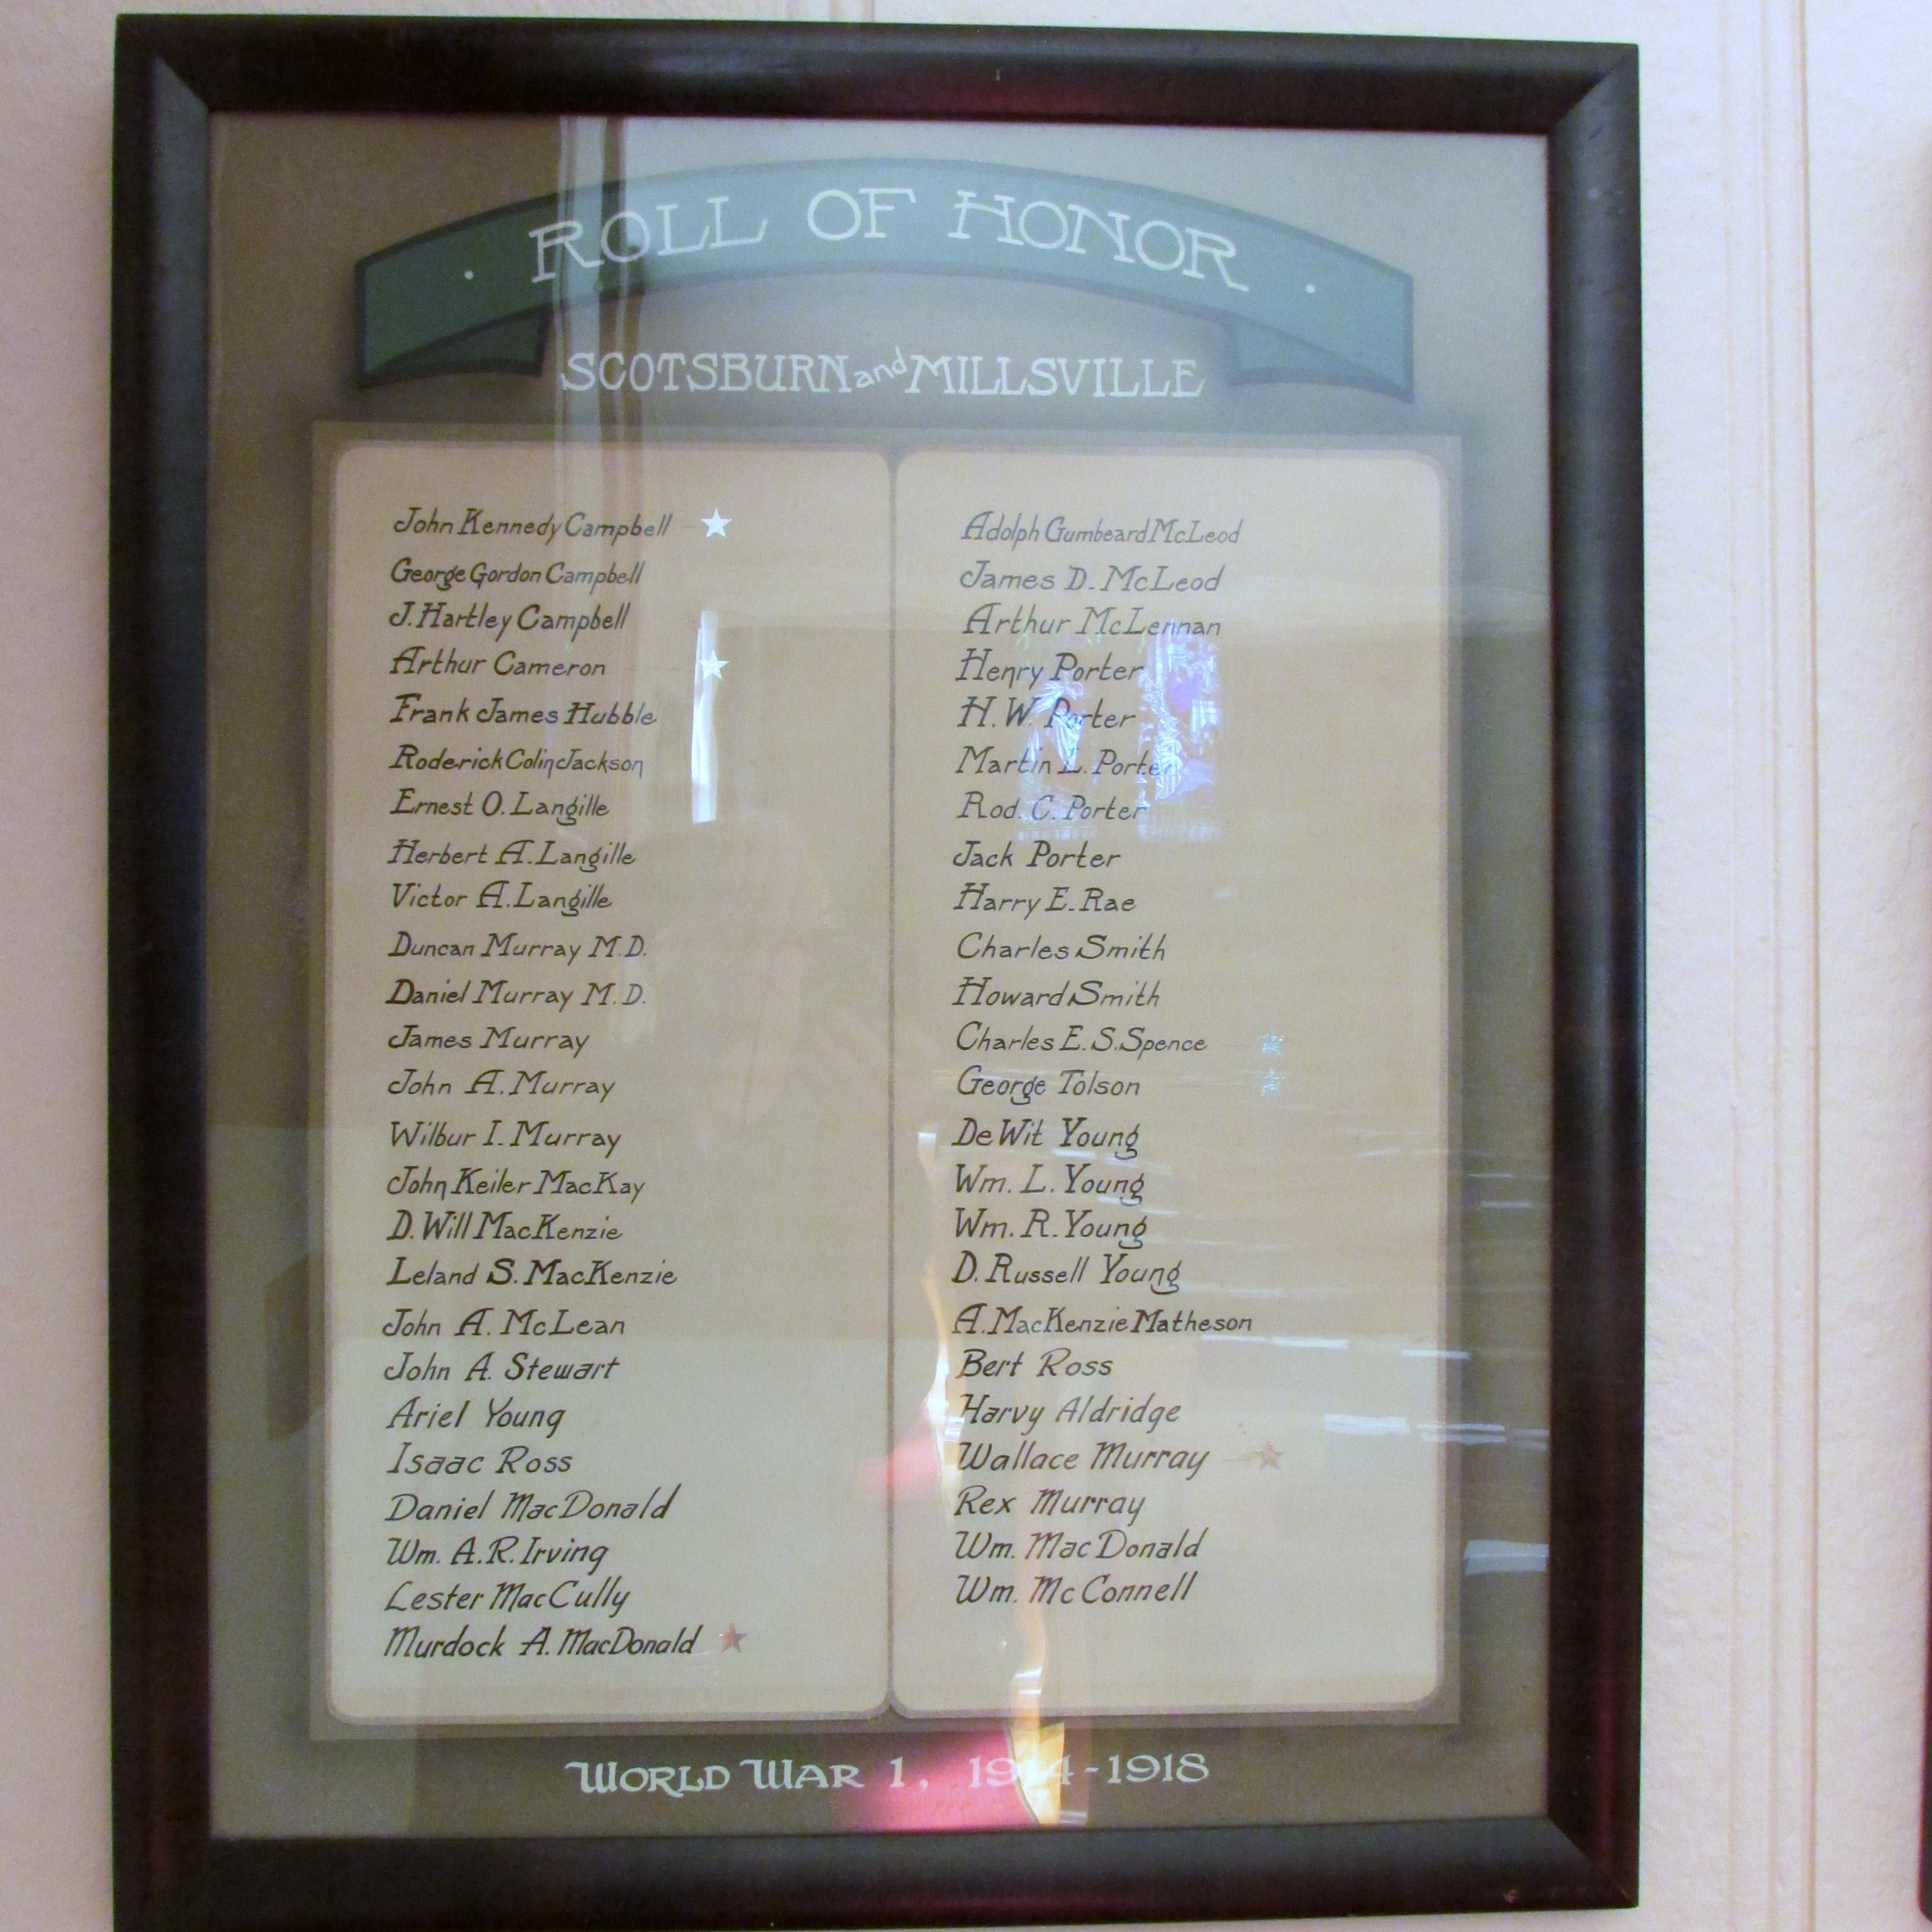 · ROLL OF HONOR ·
SCOTSBURN and MILLSVILLE
John Kennedy Campbell ★
George Gordon Campbell
J. Hartley Campbell
Arthur Cameron ★
Frank James Hubble
Roderick Colin Jackson
Ernest O. Langille
Herbert A. Langille
Victor A. Langille
Duncan Murray M.D.
Daniel Murray M.D.
James Murray
John A. Murray
Wilbur I. Murray
John Keiler MacKay
D. Will MacKenzie
Leland S. MacKenzie
John A. McLean
John A. Stewart
Ariel Young
Isaac Ross
Daniel MacDonald
Wm. A.R. Irving
Lester MacCully
Murdock A. MacDonald ★
Adolph Gumbeard McLeod
James D. McLeod
Arthur McLennan
Henry Porter
H. W. Porter
Martin L. Porter
Rod. C. Porter
Jack Porter
Harry E. Rae
Charles Smith
Howard Smith
Charles E. S. Spence ★
George Tolson ★
DeWit Young
Wm. L. Young
Wm. R. Young
D. Russell Young
A. MacKenzie Matheson
Bert Ross
Harvy Aldridge
Wallace Murray ★
Rex Murray
Wm. MacDonald
Wm. McConnell
WORLD WAR 1, 1914-1918